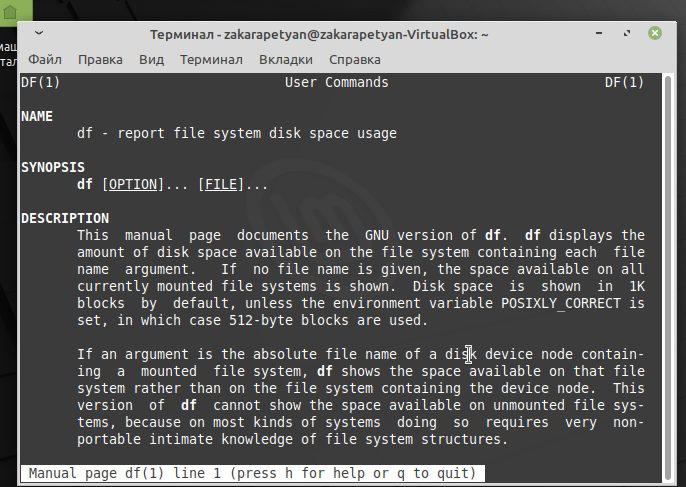 маш
тал
Терминал - zakarapetyan@zakarapetyan-VirtualBox: ~
Файл Правка Вид Терминал Вкладки Справка
DF(1) User Commands DF(1)
NAME
df - report file system disk space usage
SYNOPSIS
df [OPTION]... [FILE]...
DESCRIPTION
This manual page documents the GNU version of df. df displays the
amount of disk space available on the file system containing each file
name argument. If no file name is given, the space available on all
currently mounted file systems is shown. Disk space is shown in 1K
blocks by default, unless the environment variable POSIXLY_CORRECT is
set, in which case 512-byte blocks are used.
If an argument is the absolute file name of a disk device node contain-
ing a mounted file system, df shows the space available on that file
system rather than on the file system containing the device node. This
version of df cannot show the space available on unmounted file sys-
tems, because on most kinds of systems doing so requires very non-
portable intimate knowledge of file system structures.
Manual page df(1) line 1 (press h for help or q to quit)